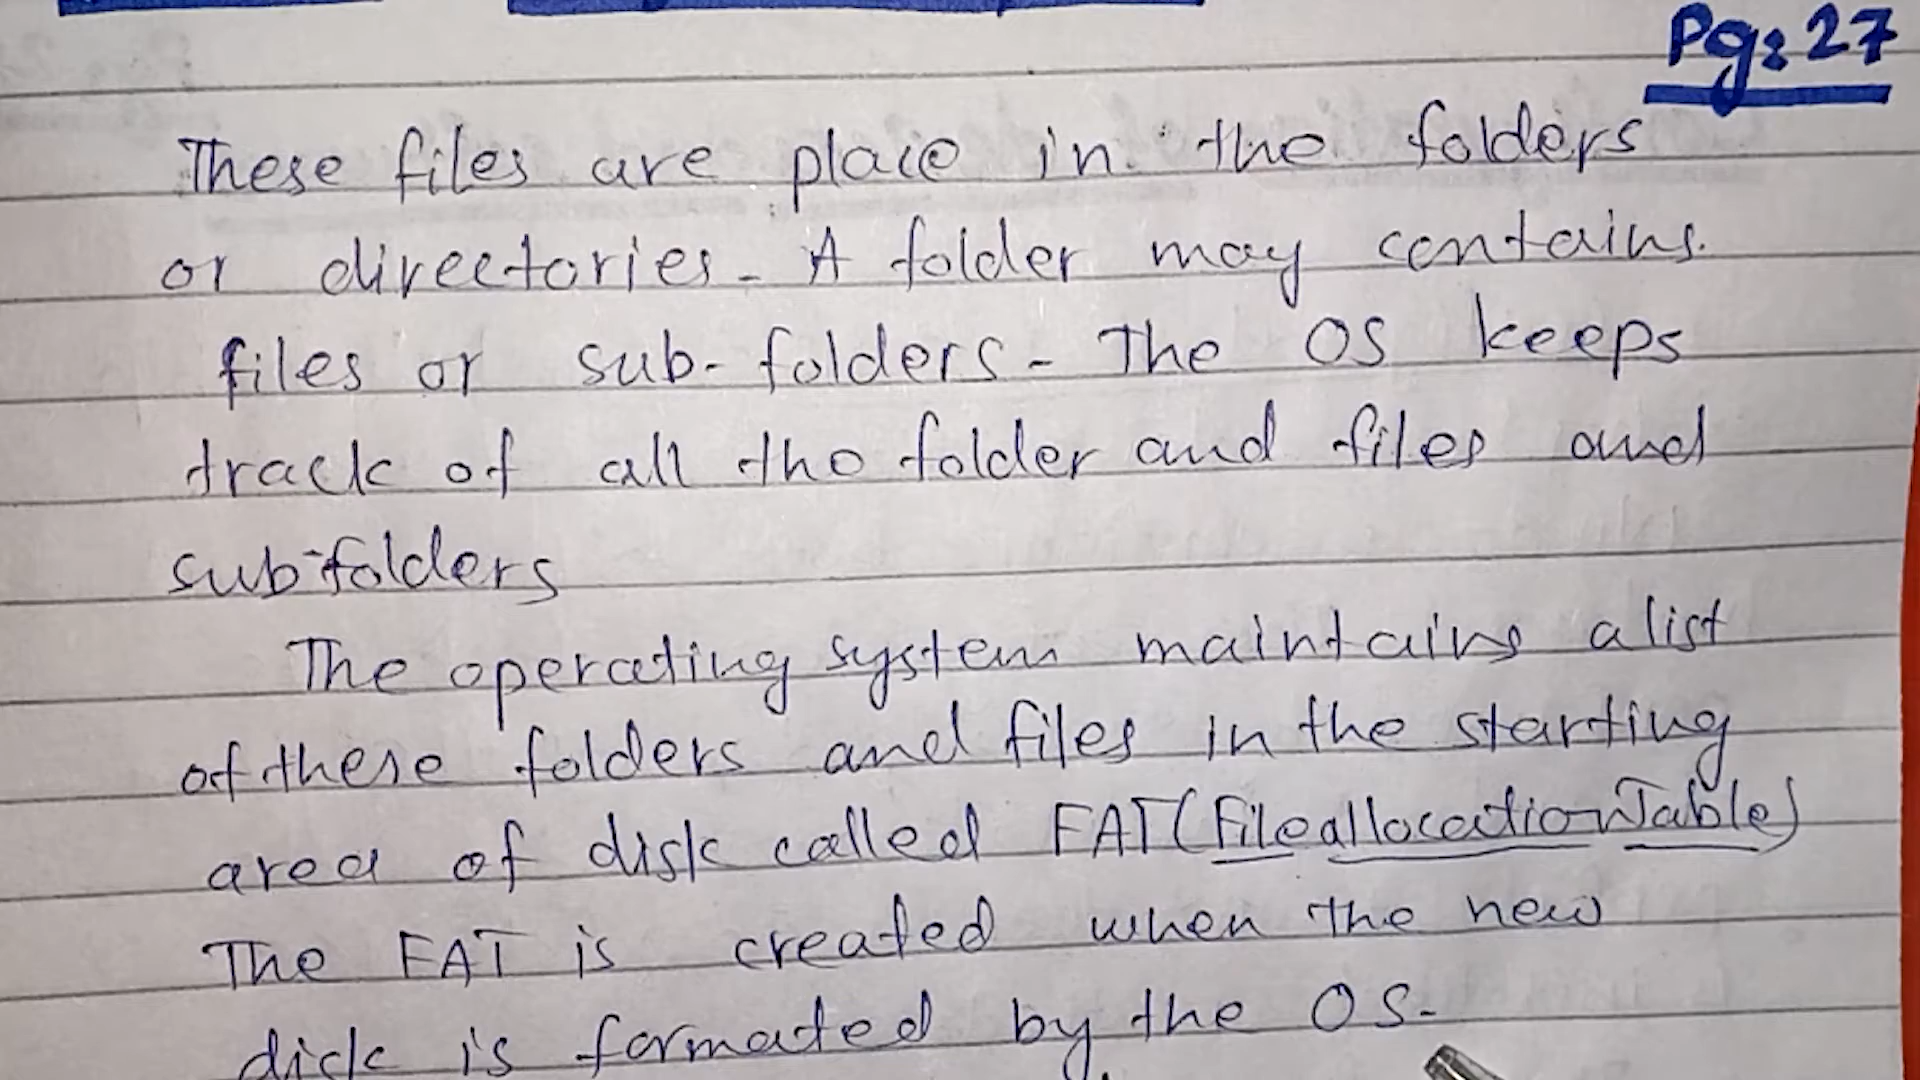 Pg: 27
These files are place in the folders
or directories. A folder may contains.
files or sub-folders. The OS keeps
track of all the folder and files and
sub-folders
The operating system maintains a list
of these folders and files in the starting
area of disk called FAT (File allocation Table)
The FAT is created when the new
disk is formated by the OS.